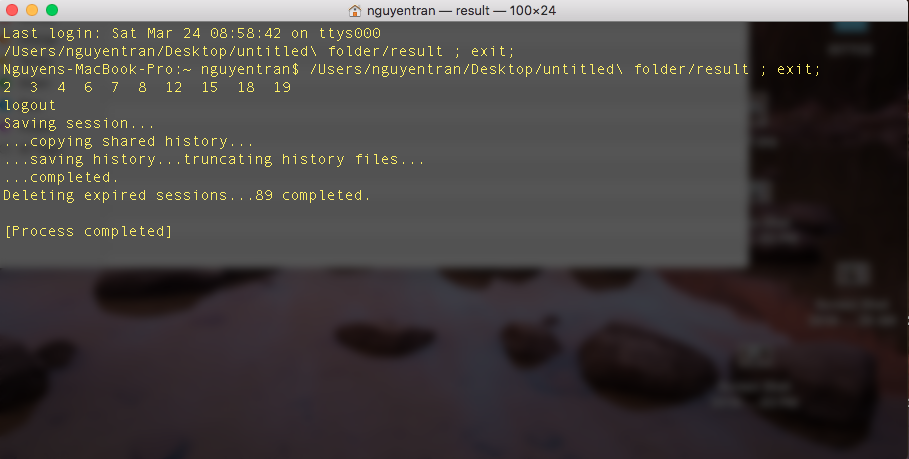 nguyentran — result — 100×24
Last login: Sat Mar 24 08:58:42 on ttys000
/Users/nguyentran/Desktop/untitled\ folder/result ; exit;
Nguyens-MacBook-Pro:~ nguyentran$ /Users/nguyentran/Desktop/untitled\ folder/result ; exit;
2  3  4  6  7  8  12  15  18  19
logout
Saving session...
...copying shared history...
...saving history...truncating history files...
...completed.
Deleting expired sessions...89 completed.
[Process completed]